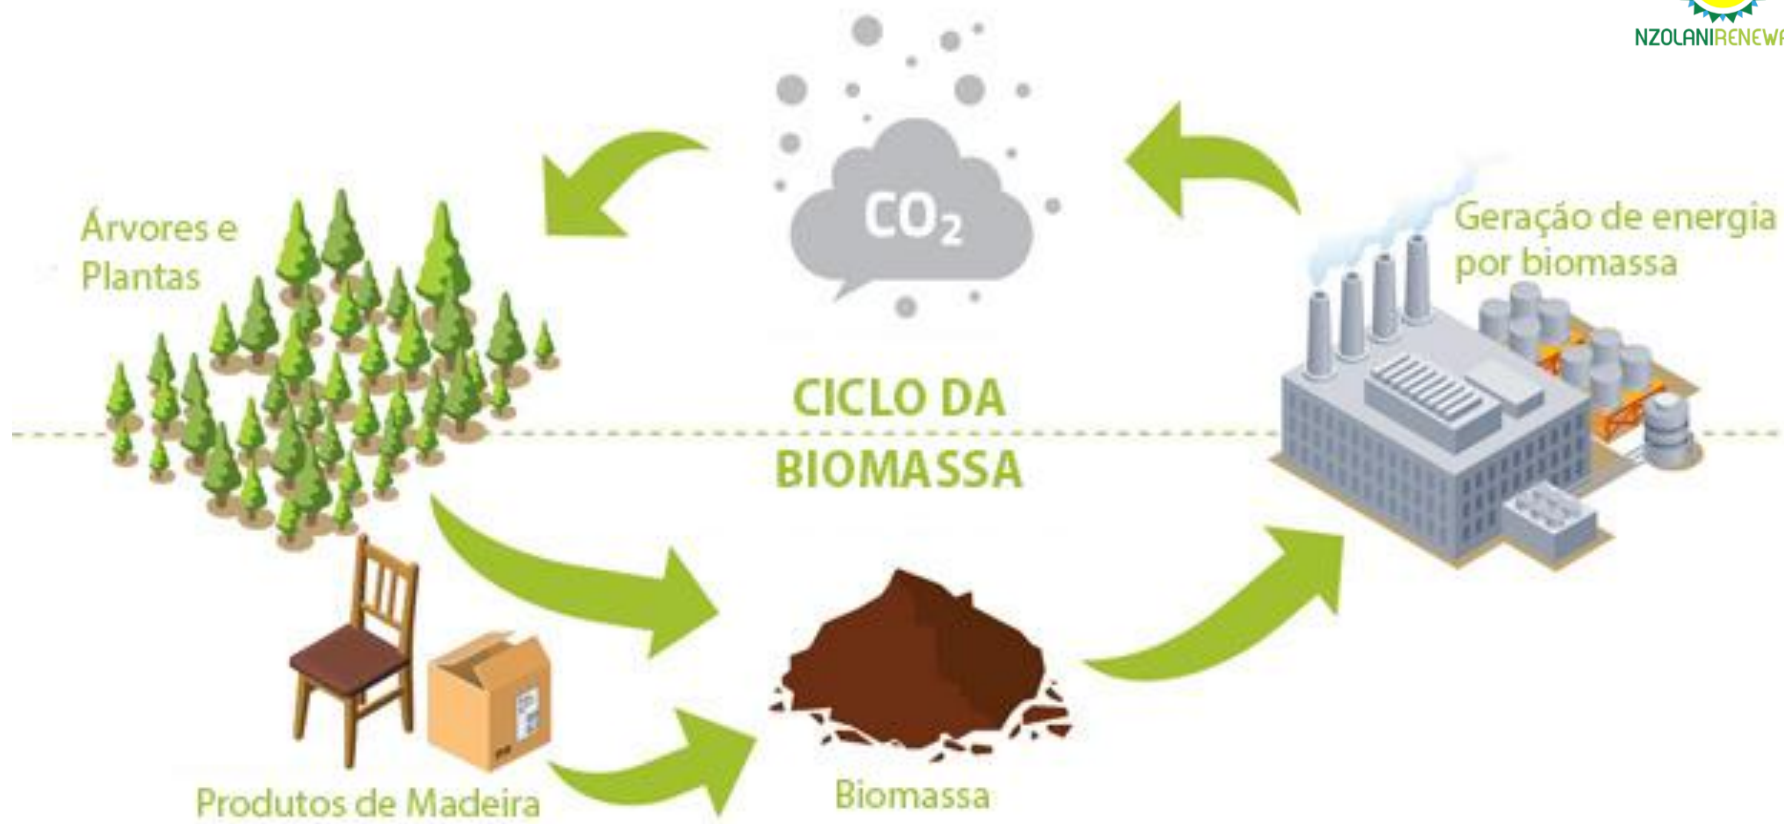 NZOLANIRENEWA
CO₂
Árvores e
Plantas
Geração de energia
por biomassa
CICLO DA
BIOMASSA
Produtos de Madeira
Biomassa